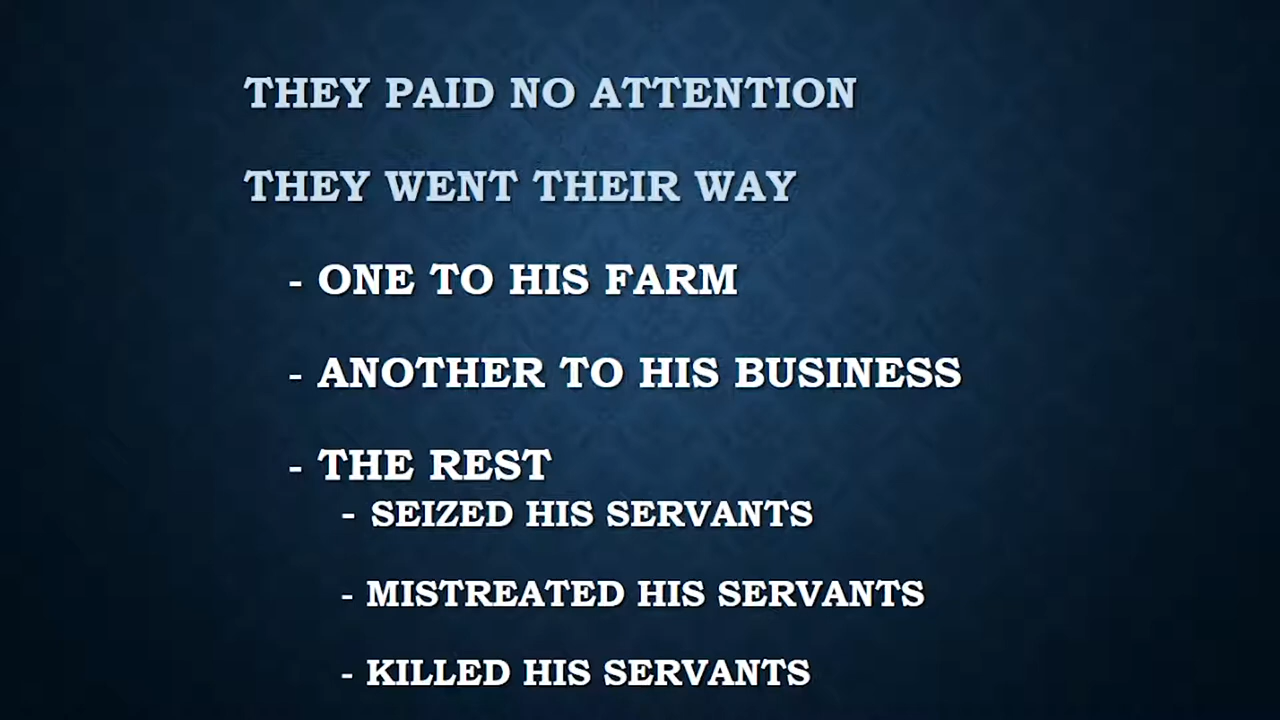 THEY PAID NO ATTENTION
THEY WENT THEIR WAY
- ONE TO HIS FARM
- ANOTHER TO HIS BUSINESS
- THE REST
- SEIZED HIS SERVANTS
- MISTREATED HIS SERVANTS
- KILLED HIS SERVANTS